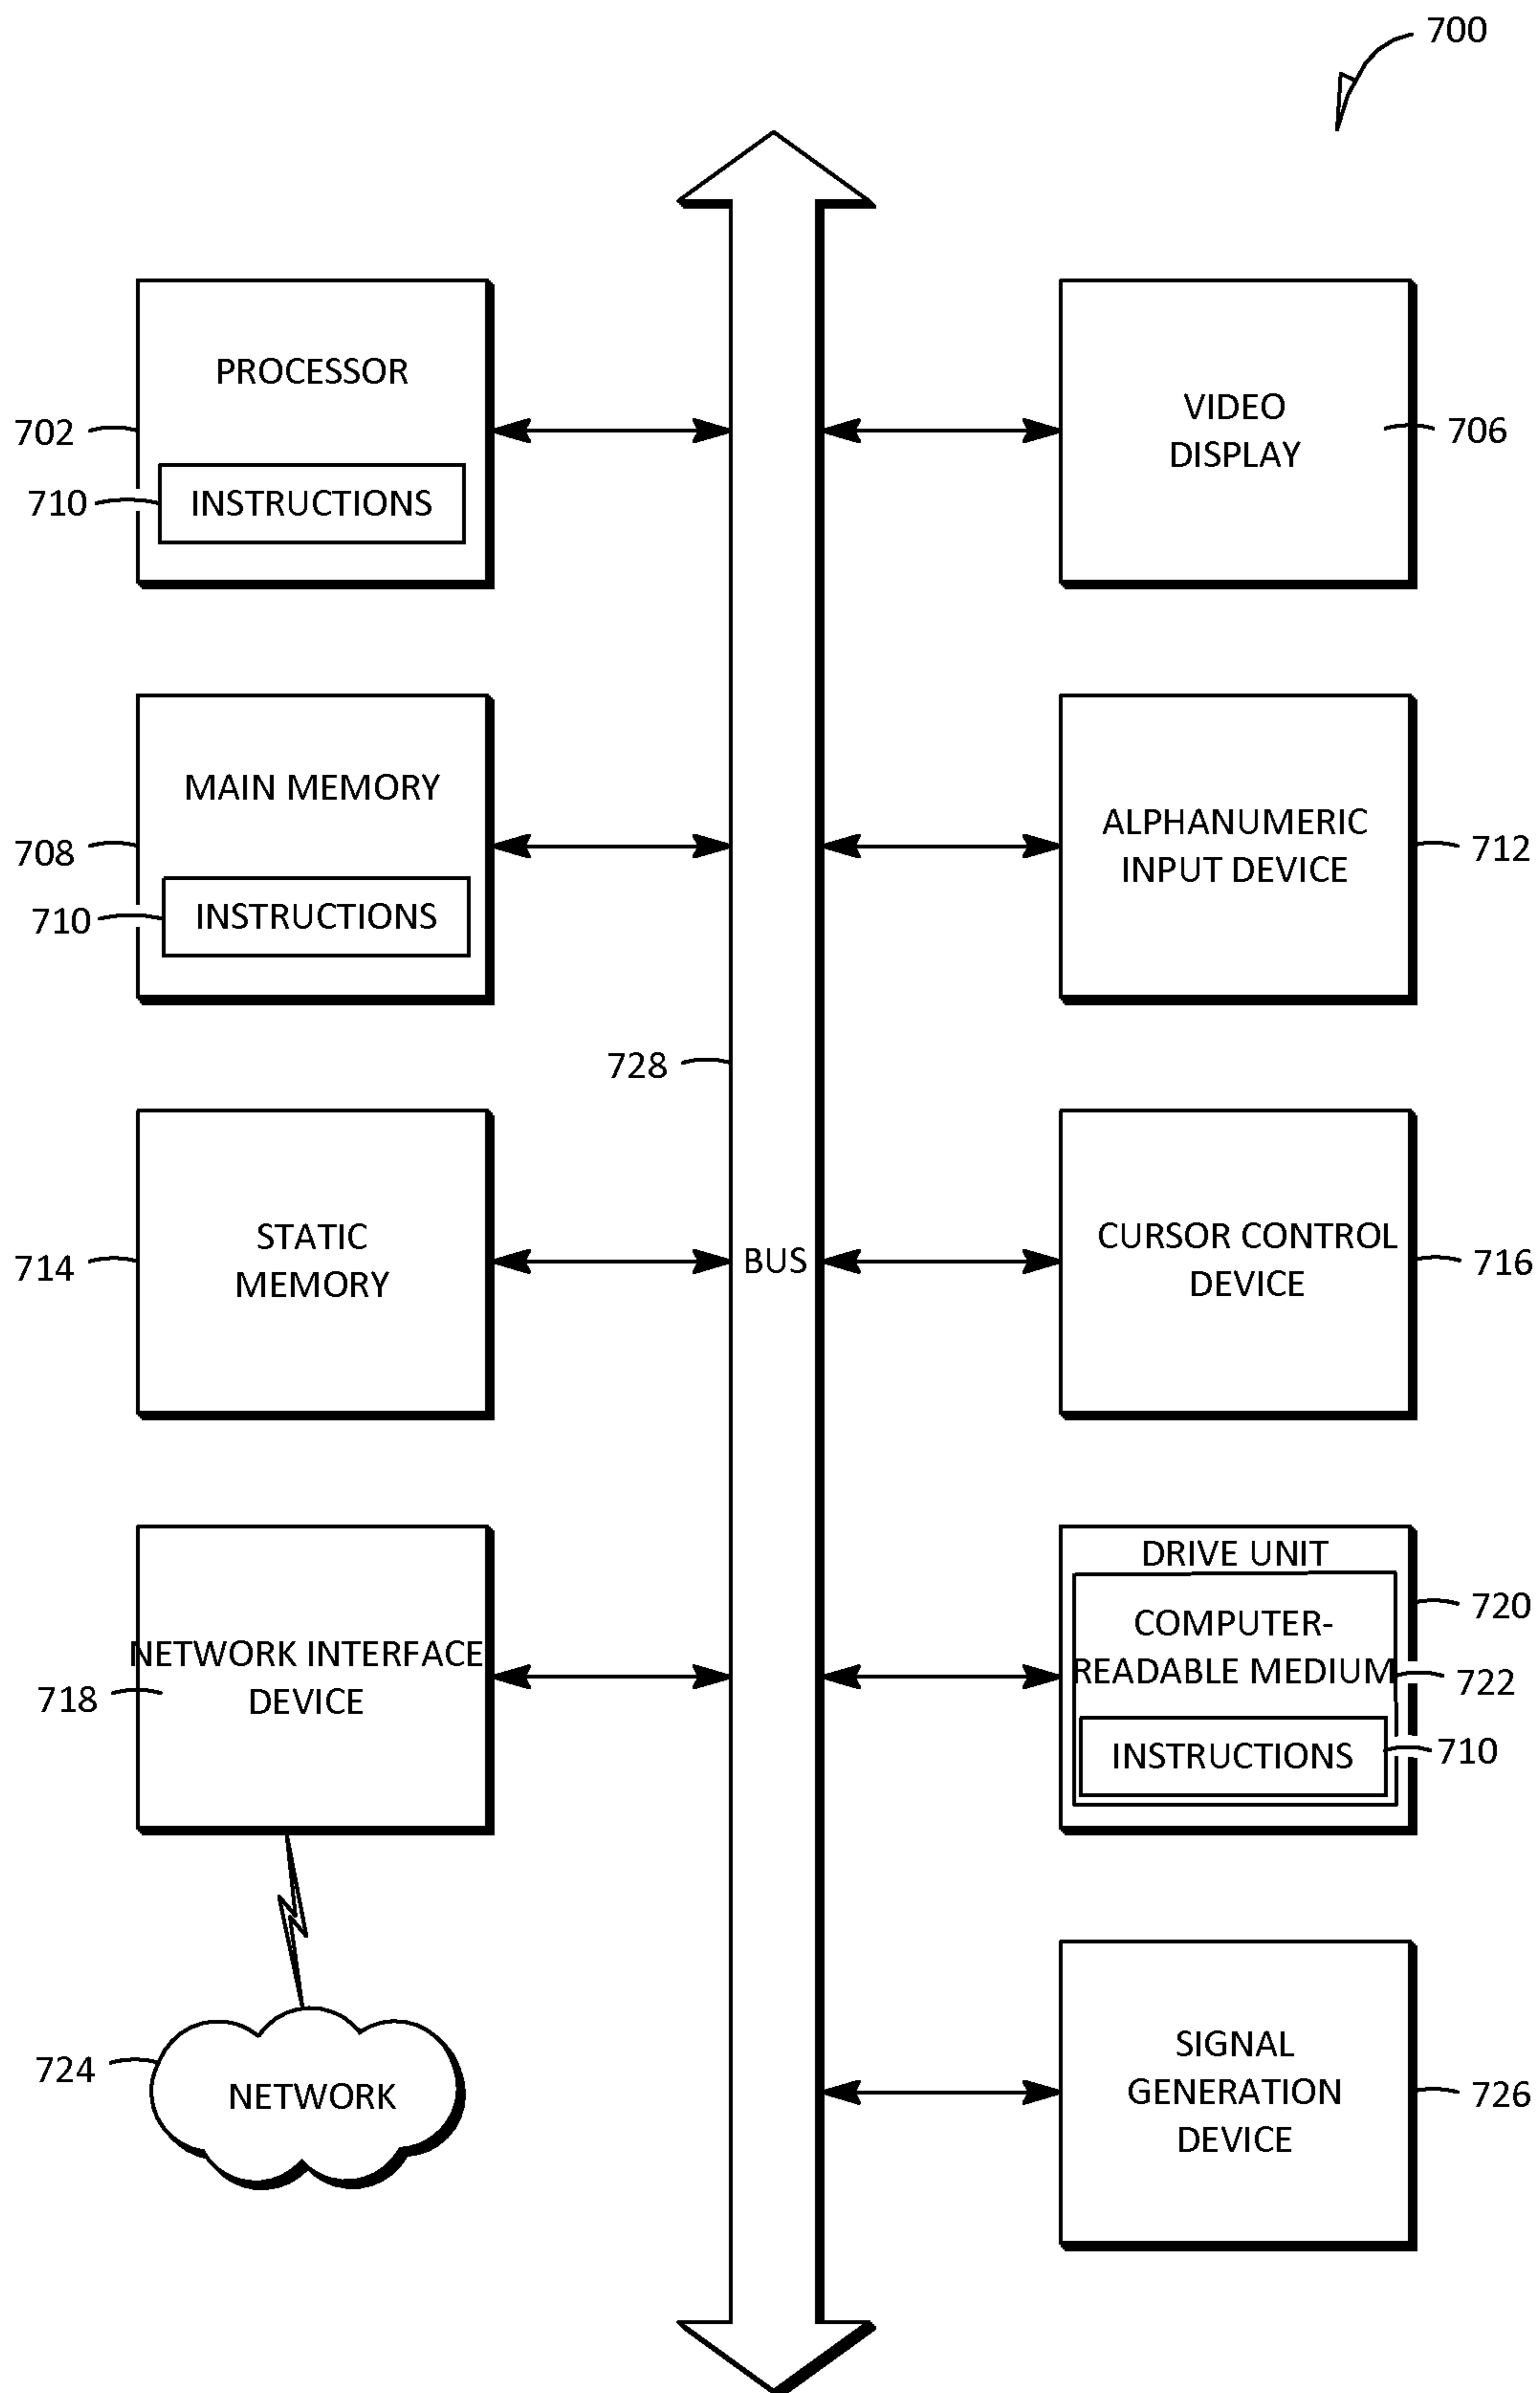 700
PROCESSOR
702
710
INSTRUCTIONS
VIDEO
DISPLAY
706
MAIN MEMORY
708
710
INSTRUCTIONS
ALPHANUMERIC
INPUT DEVICE
712
728
STATIC
MEMORY
714
BUS
CURSOR CONTROL
DEVICE
716
NETWORK INTERFACE
DEVICE
718
DRIVE UNIT
720
COMPUTER-
READABLE MEDIUM
722
INSTRUCTIONS
710
724
NETWORK
SIGNAL
GENERATION
DEVICE
726